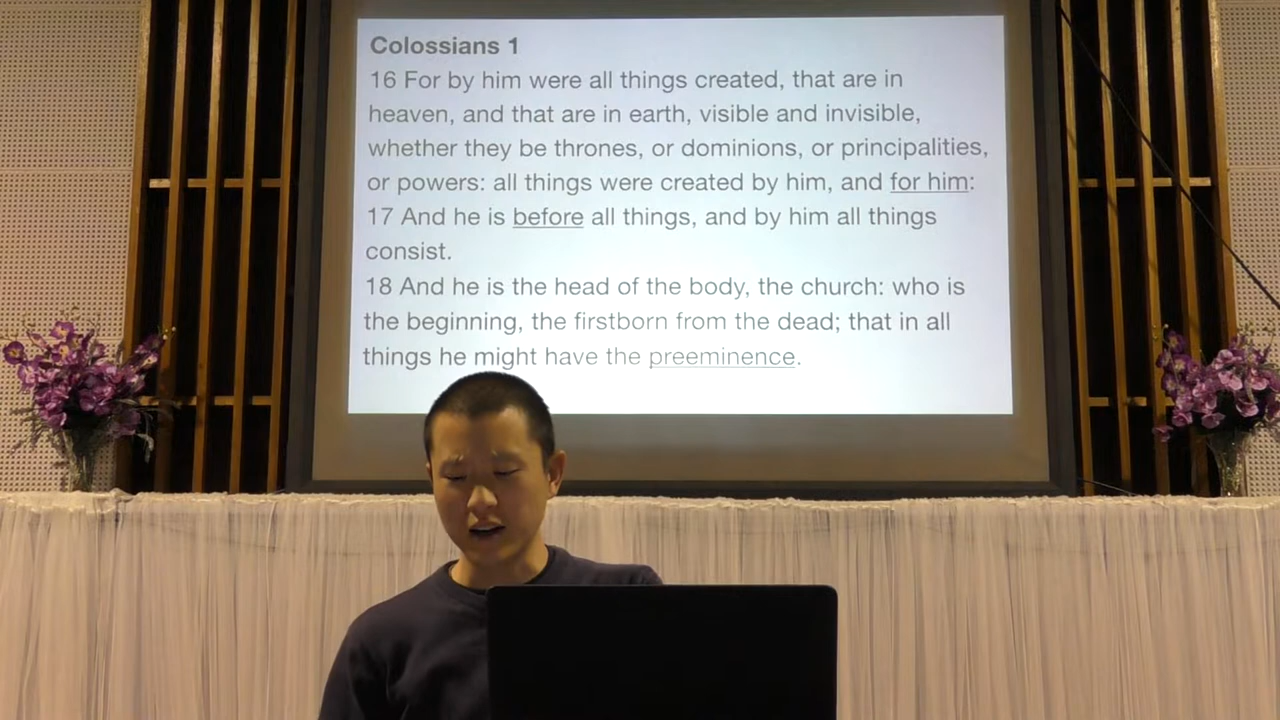 Colossians 1
16 For by him were all things created, that are in
heaven, and that are in earth, visible and invisible,
whether they be thrones, or dominions, or principalities,
or powers: all things were created by him, and for him:
17 And he is before all things, and by him all things
consist.
18 And he is the head of the body, the church: who is
the beginning, the firstborn from the dead; that in all
things he might have the preeminence.